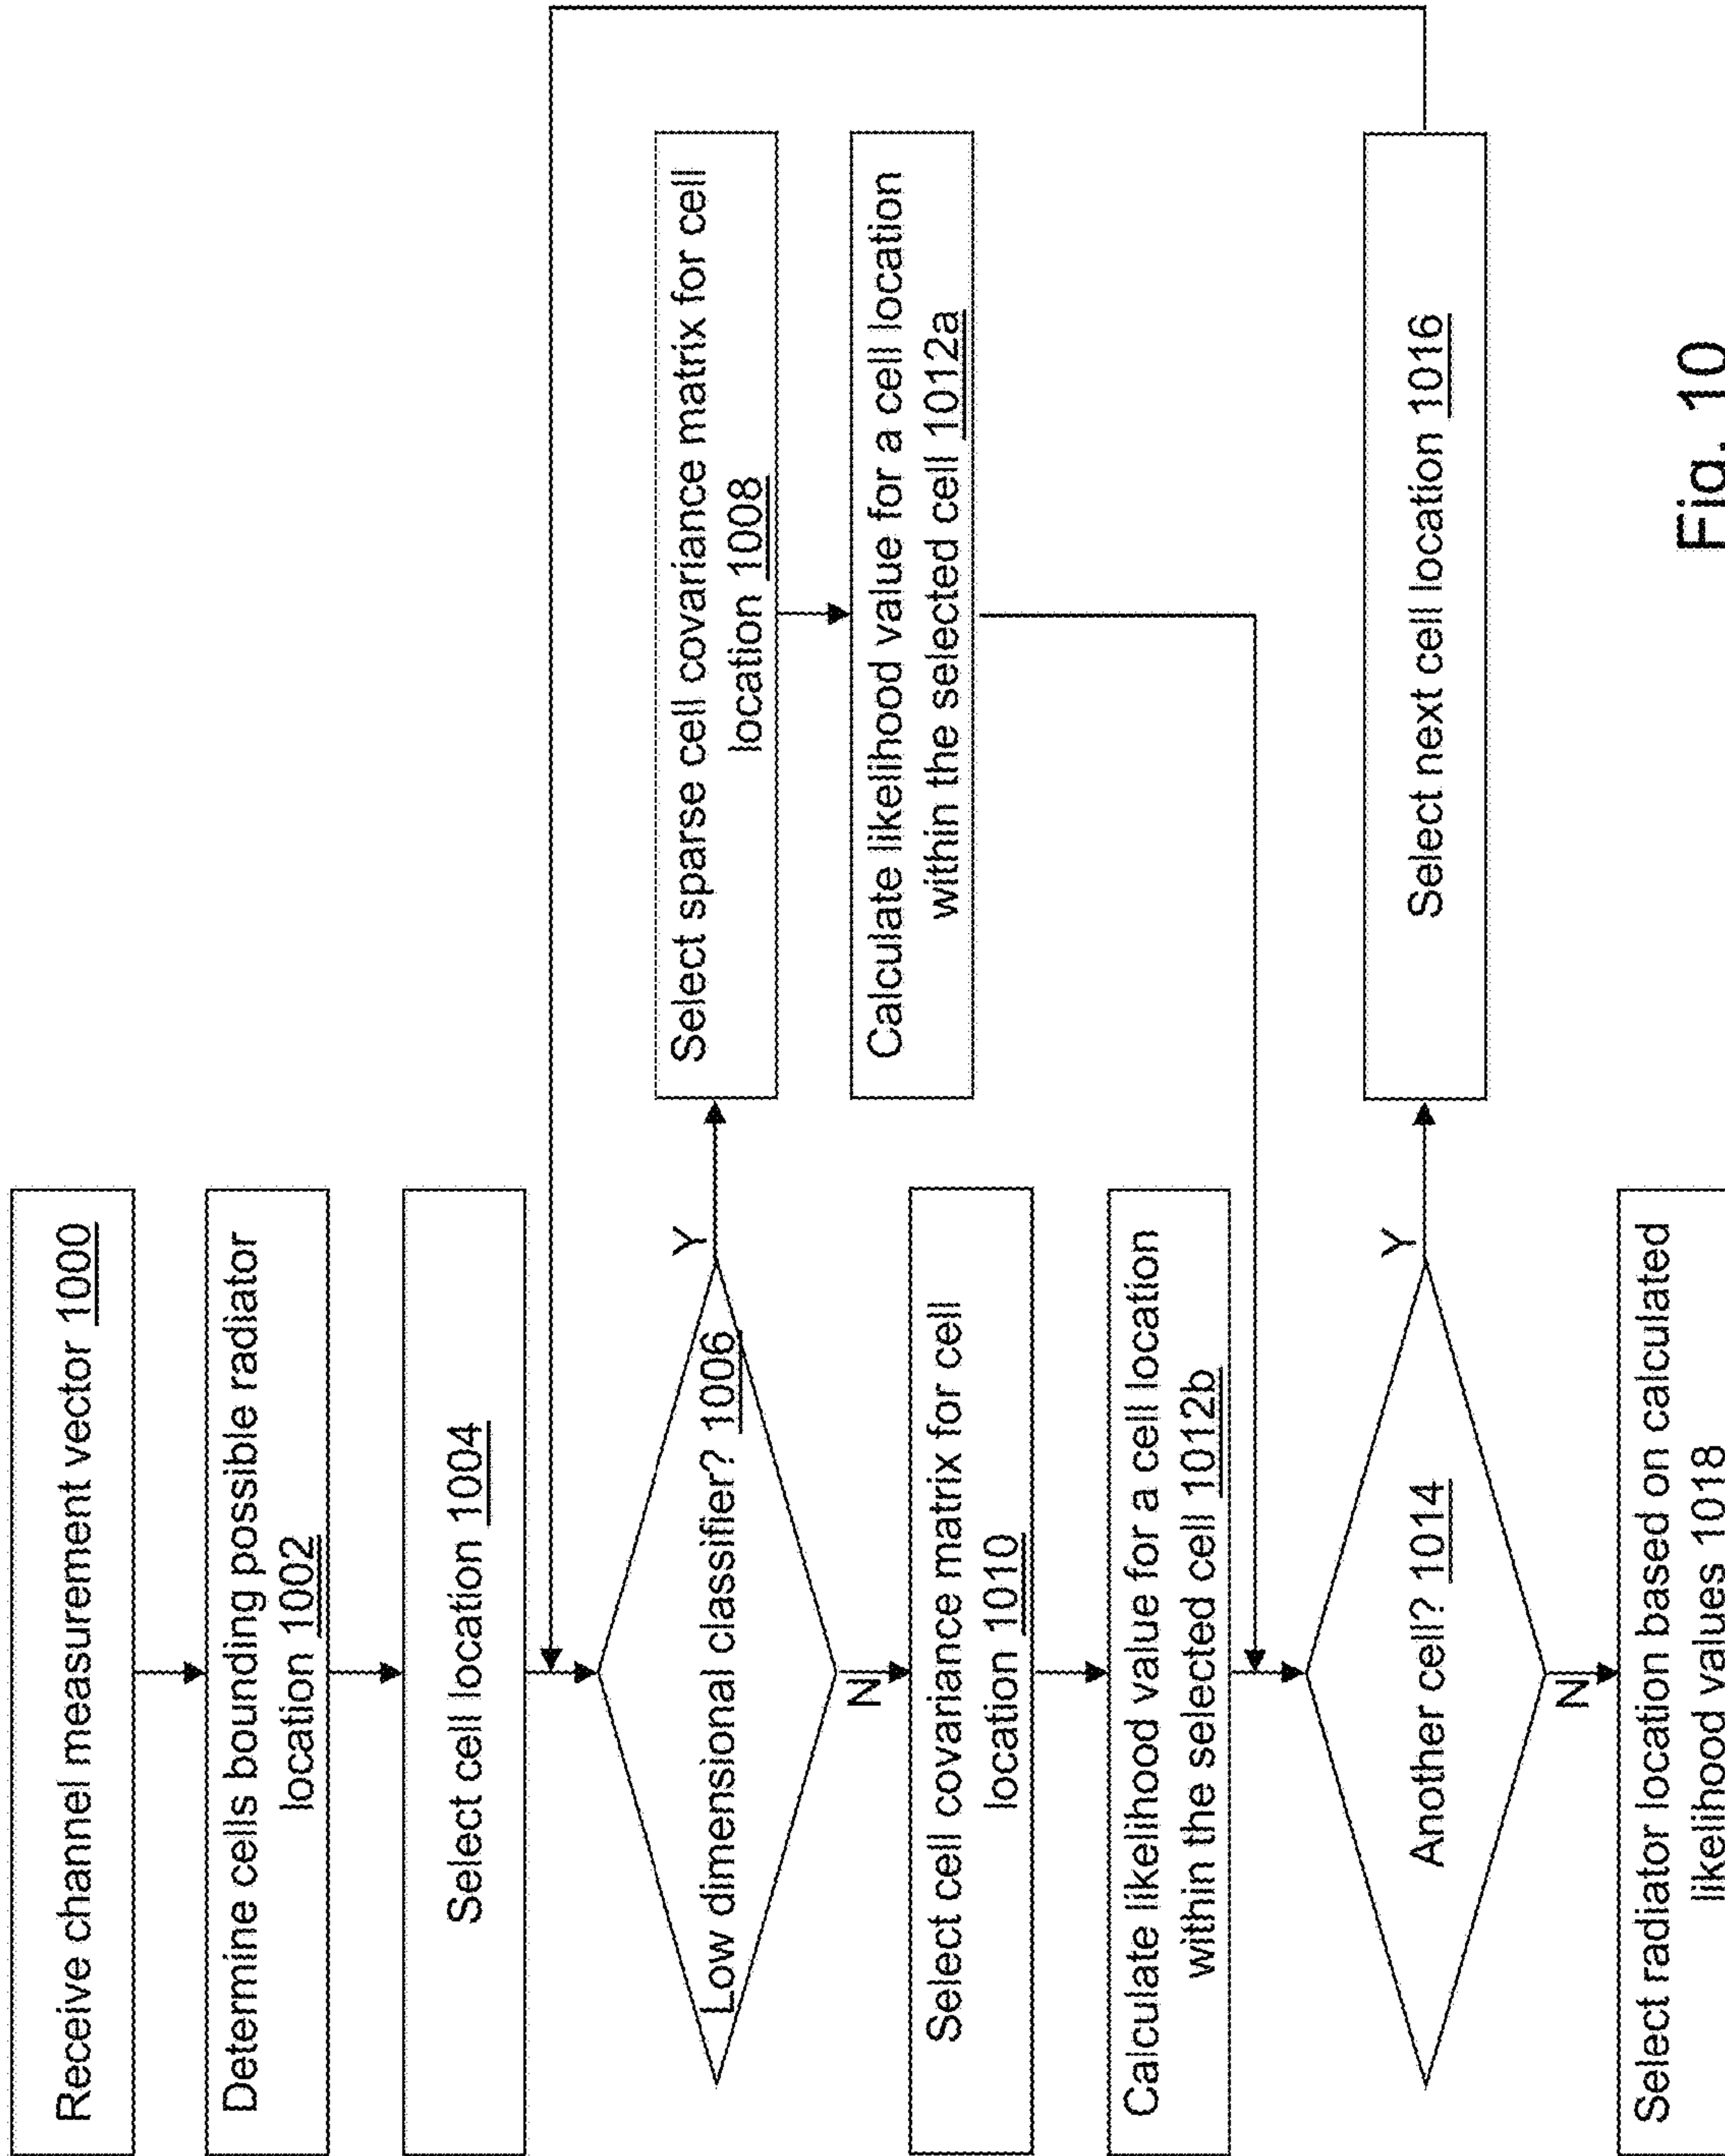 Receive channel measurement vector 1000
Determine cells bounding possible radiator
location 1002
Select cell location 1004
Low dimensional classifier? 1006
Y
N
Select sparse cell covariance matrix for cell
location 1008
Calculate likelihood value for a cell location
within the selected cell 1012a
Select cell covariance matrix for cell
location 1010
Calculate likelihood value for a cell location
within the selected cell 1012b
Another cell? 1014
Y
N
Select next cell location 1016
Select radiator location based on calculated
likelihood values 1018
Fig. 10